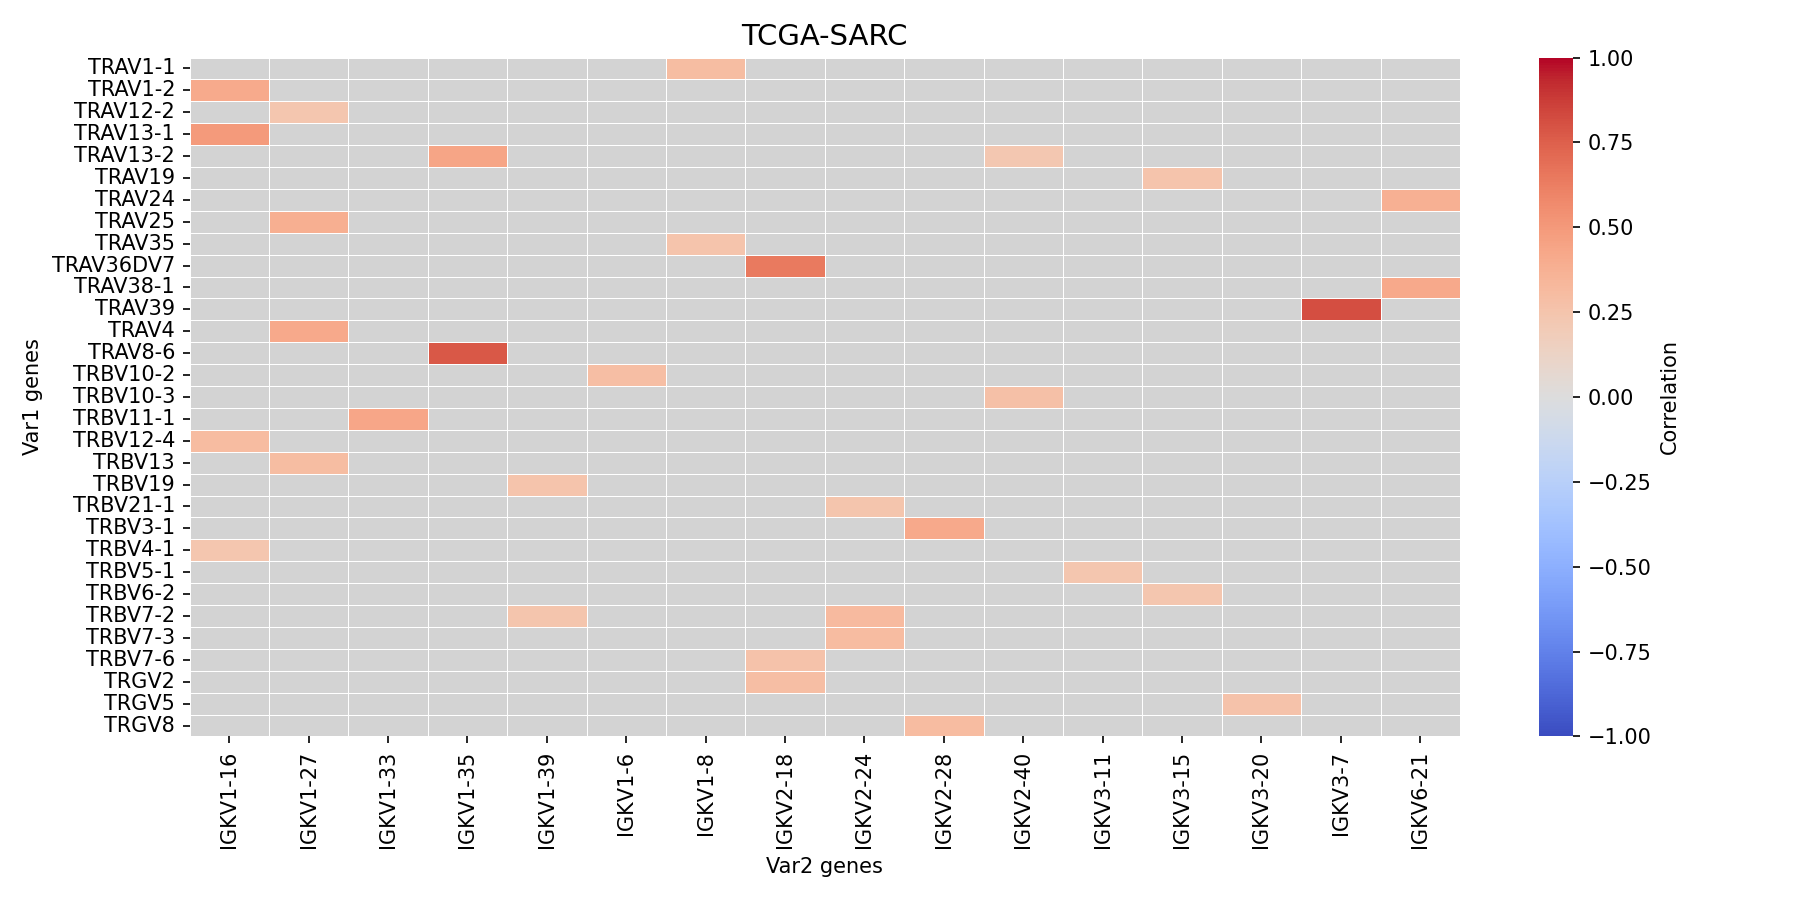 TCGA-SARC
TRAV1-1
TRAV1-2
TRAV12-2
TRAV13-1
TRAV13-2
TRAV19
TRAV24
TRAV25
TRAV35
TRAV36DV7
TRAV38-1
TRAV39
TRAV4
TRAV8-6
TRBV10-2
TRBV10-3
TRBV11-1
TRBV12-4
TRBV13
TRBV19
TRBV21-1
TRBV3-1
TRBV4-1
TRBV5-1
TRBV6-2
TRBV7-2
TRBV7-3
TRBV7-6
TRGV2
TRGV5
TRGV8
Var1 genes
IGKV1-16
IGKV1-27
IGKV1-33
IGKV1-35
IGKV1-39
IGKV1-6
IGKV1-8
IGKV2-18
IGKV2-24
IGKV2-28
IGKV2-40
IGKV3-11
IGKV3-15
IGKV3-20
IGKV3-7
IGKV6-21
Var2 genes
1.00
0.75
0.50
0.25
0.00
−0.25
−0.50
−0.75
−1.00
Correlation